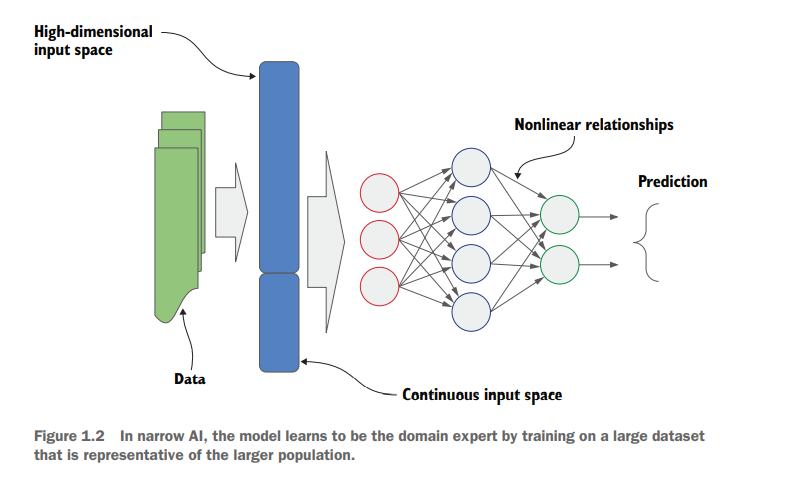 High-dimensional
input space
Nonlinear relationships
Prediction
Data
Continuous input space
Figure 1.2 In narrow AI, the model learns to be the domain expert by training on a large dataset
that is representative of the larger population.